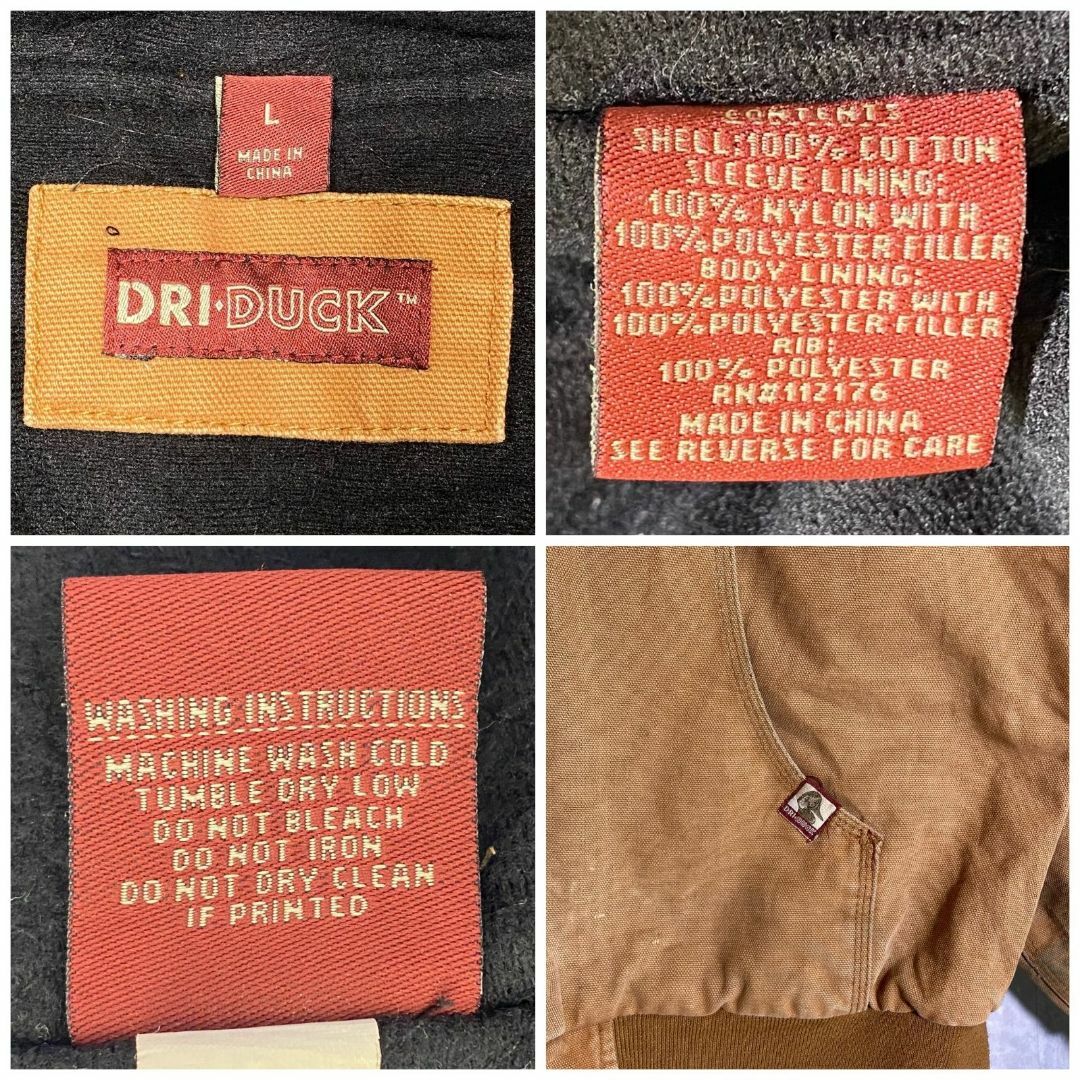 L
MADE IN
CHINA
DRI·DUCK™
CONTENTS
SHELL:100% COTTON
SLEEVE LINING:
100% NYLON WITH
100% POLYESTER FILLER
BODY LINING:
100% POLYESTER WITH
100% POLYESTER FILLER
RIB:
100% POLYESTER
RN#112176
MADE IN CHINA
SEE REVERSE FOR CARE
WASHING INSTRUCTIONS
MACHINE WASH COLD
TUMBLE DRY LOW
DO NOT BLEACH
DO NOT IRON
DO NOT DRY CLEAN
IF PRINTED
DRI·DUCK